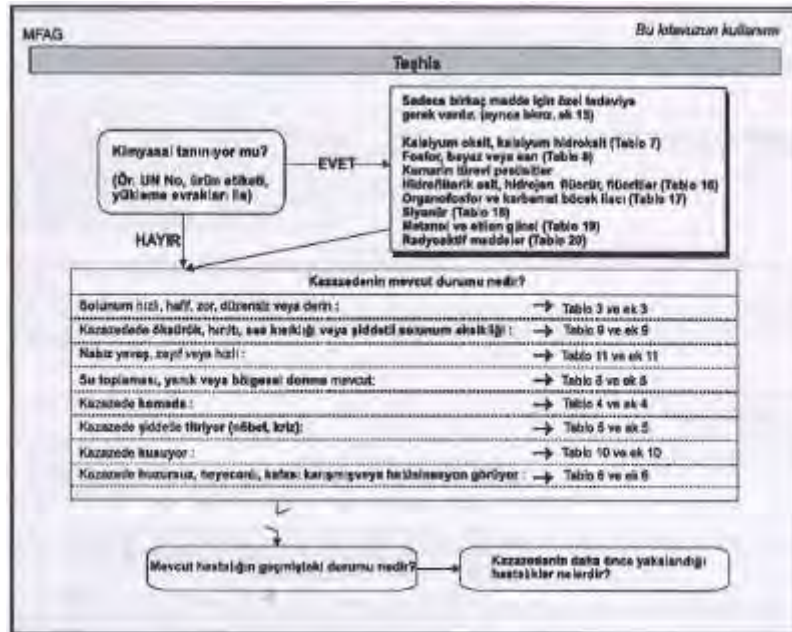 MFAG
Bu kılavuzun kullanımı
Teşhis
Kimyasal tanınıyor mu?
(Ör. UN No, ürün etiketi,
yükleme evrakları ile)
EVET
HAYIR
Sadece birkaç madde için özel tedaviye
gerek vardır. (ayrıca bknz. ek 15)
Kalsiyum oksit, kalsiyum hidroksit (Tablo 7)
Fosfor, beyaz veya sarı (Tablo 8)
Kumarin türevi pestisitler
Hidroflorik asit, hidrojen florür, florürler (Tablo 16)
Organofosfor ve karbamat böcek ilacı (Tablo 17)
Siyanür (Tablo 18)
Metanol ve etilen glikol (Tablo 19)
Radyoaktif maddeler (Tablo 20)
Kazazedenin mevcut durumu nedir?
Solunum hızlı, hafif, zor, düzensiz veya derin : → Tablo 3 ve ek 3
Kazazedede öksürük, hırıltı, ses kısıklığı veya şiddetli solunum eksikliği : → Tablo 9 ve ek 9
Nabız yavaş, zayıf veya hızlı : → Tablo 11 ve ek 11
Su toplaması, yanık veya bölgesel donma mevcut: → Tablo ve ek
Kazazede komada : → Tablo 4 ve ek 4
Kazazede şiddetle titriyor (nöbet, kriz): → Tablo 5 ve ek 5
Kazazede kusuyor : → Tablo 10 ve ek 10
Kazazede huzursuz, heyecanlı, kafası karışmış veya halüsinasyon görüyor : → Tablo 6 ve ek 6
Mevcut hastalığın geçmişteki durumu nedir?
Kazazedenin daha önce yakalandığı
hastalıklar nelerdir?